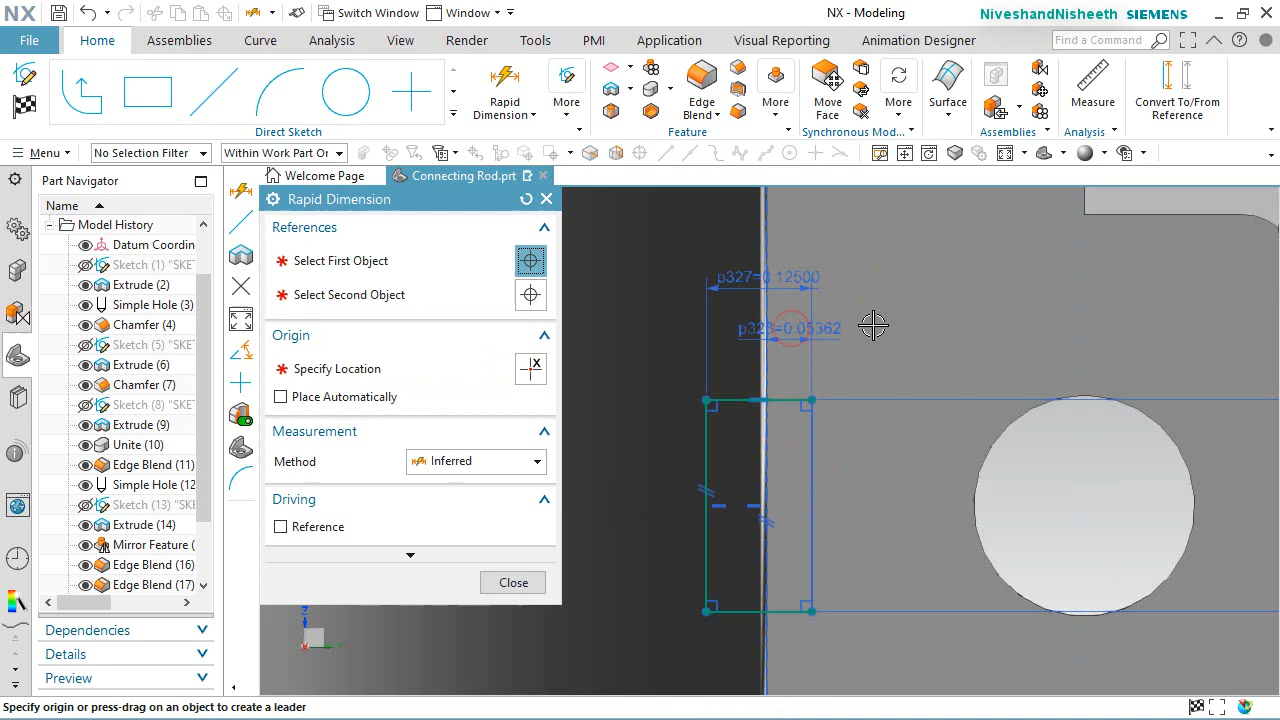 NX
Switch Window
Window
NX - Modeling
NiveshandNisheeth SIEMENS
File
Home
Assemblies
Curve
Analysis
View
Render
Tools
PMI
Application
Visual Reporting
Animation Designer
Find a Command
Rapid Dimension
More
Edge Blend
More
Move Face
More
Surface
Measure
Convert To/From Reference
Direct Sketch
Feature
Synchronous Mod...
Assemblies
Analysis
Menu
No Selection Filter
Within Work Part Or
Part Navigator
Name
Model History
Datum Coordin
Sketch (1) "SKET
Extrude (2)
Simple Hole (3)
Chamfer (4)
Sketch (5) "SKET
Extrude (6)
Chamfer (7)
Sketch (8) "SKET
Extrude (9)
Unite (10)
Edge Blend (11)
Simple Hole (12
Sketch (13) "SK
Extrude (14)
Mirror Feature (
Edge Blend (16)
Edge Blend (17)
Dependencies
Details
Preview
Welcome Page
Connecting Rod.prt
Rapid Dimension
References
* Select First Object
* Select Second Object
Origin
* Specify Location
Place Automatically
Measurement
Method
Inferred
Driving
Reference
Close
p327=0.12500
p328=0.05362
Z
X
Y
Specify origin or press-drag on an object to create a leader